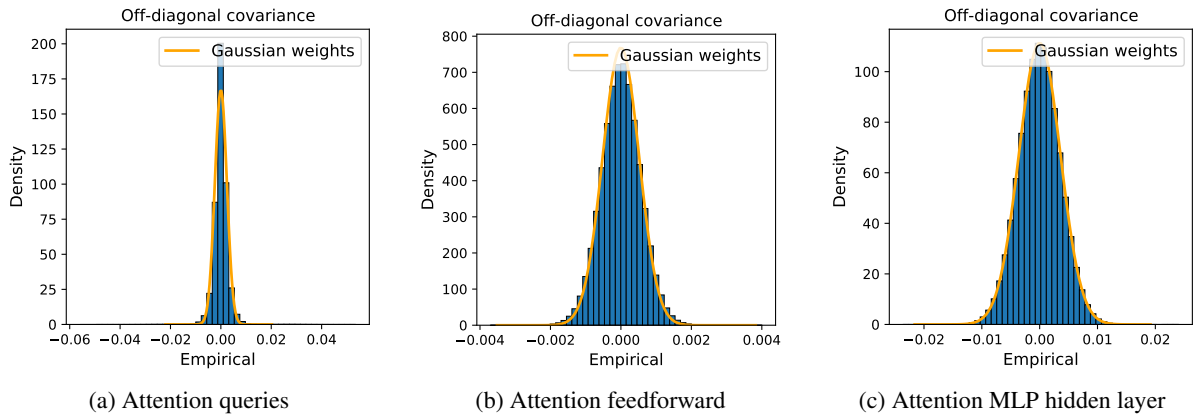 Off-diagonal covariance
Gaussian weights
200
175
150
125
100
75
50
25
0
Density
−0.06 −0.04 −0.02 0.00 0.02 0.04
Empirical
(a) Attention queries
Off-diagonal covariance
Gaussian weights
800
700
600
500
400
300
200
100
0
Density
−0.004 −0.002 0.000 0.002 0.004
Empirical
(b) Attention feedforward
Off-diagonal covariance
Gaussian weights
100
80
60
40
20
0
Density
−0.02 −0.01 0.00 0.01 0.02
Empirical
(c) Attention MLP hidden layer